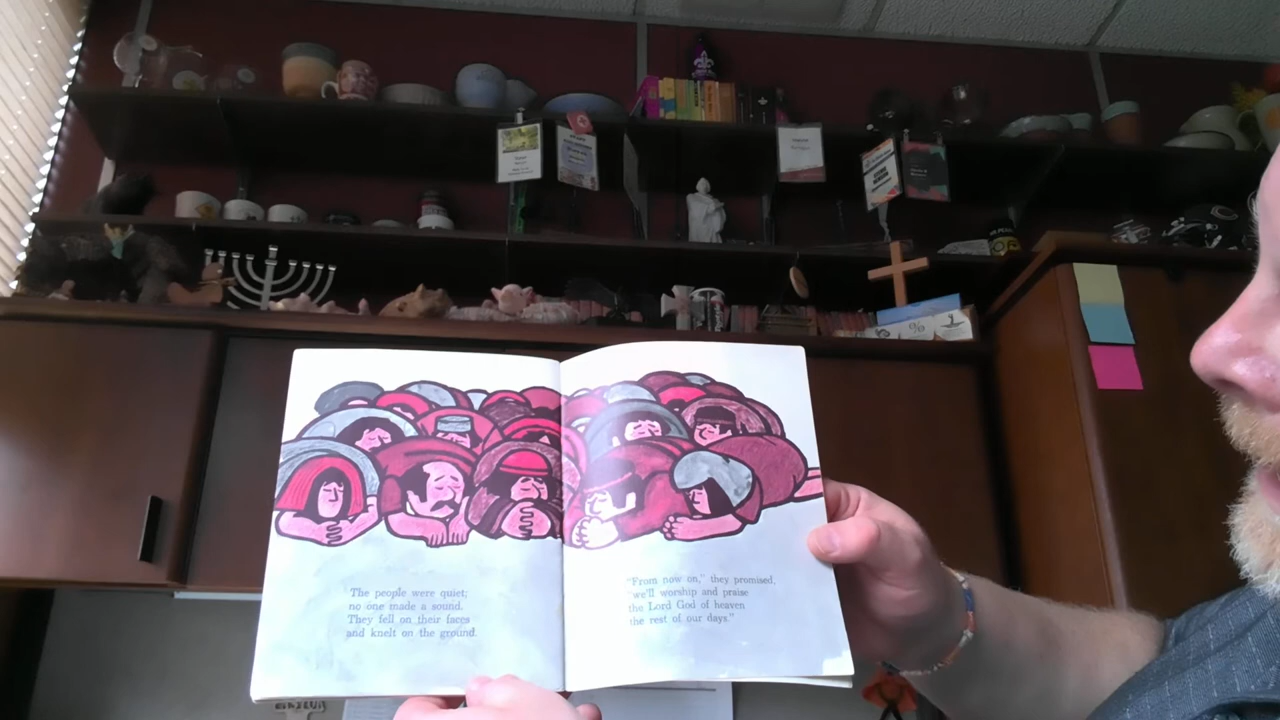 The people were quiet;
no one made a sound.
They fell on their faces
and knelt on the ground.
"From now on," they promised,
"we'll worship and praise
the Lord God of heaven
the rest of our days."